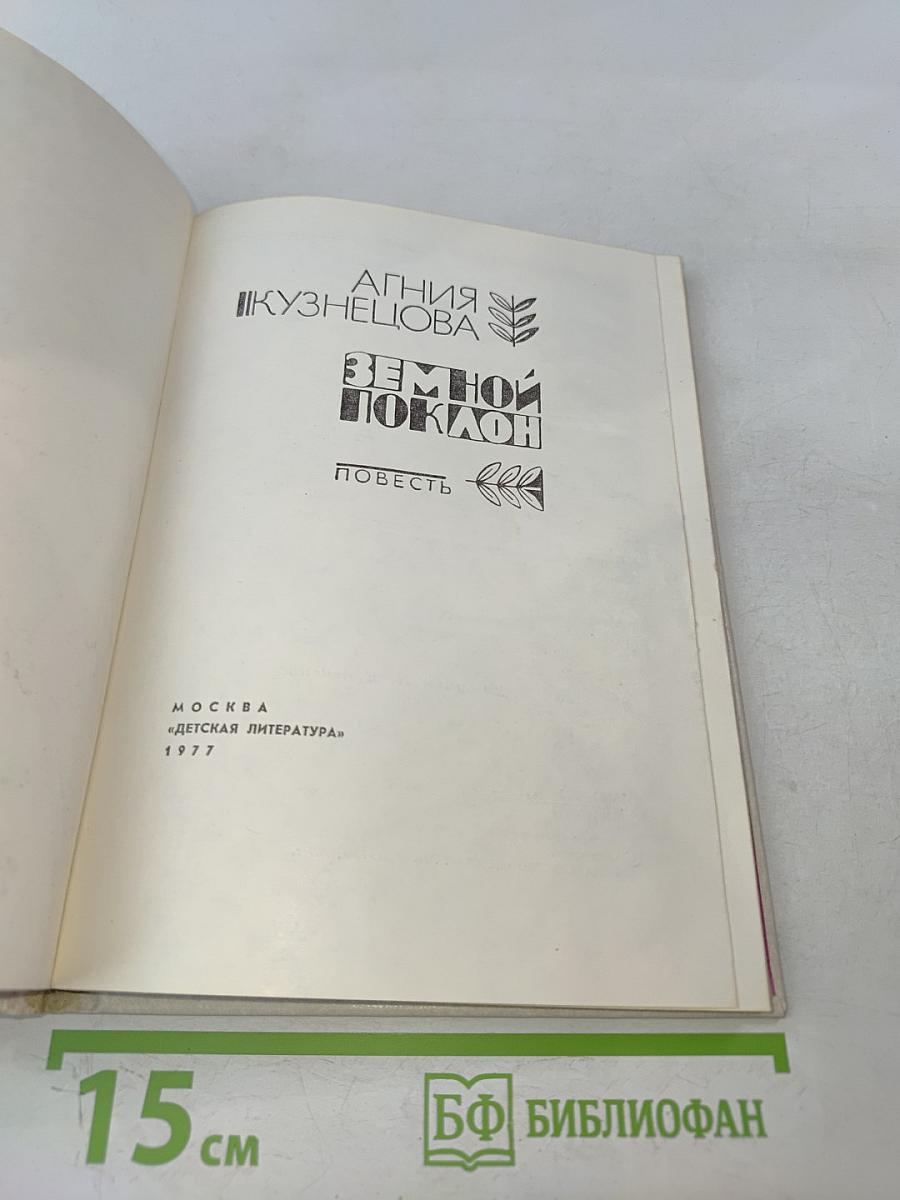 АГНИЯ
КУЗНЕЦОВА
ЗЕМНОЙ
ПОКЛОН
ПОВЕСТЬ
МОСКВА
«ДЕТСКАЯ ЛИТЕРАТУРА»
1977
15 см
БФ БИБЛИОФАН